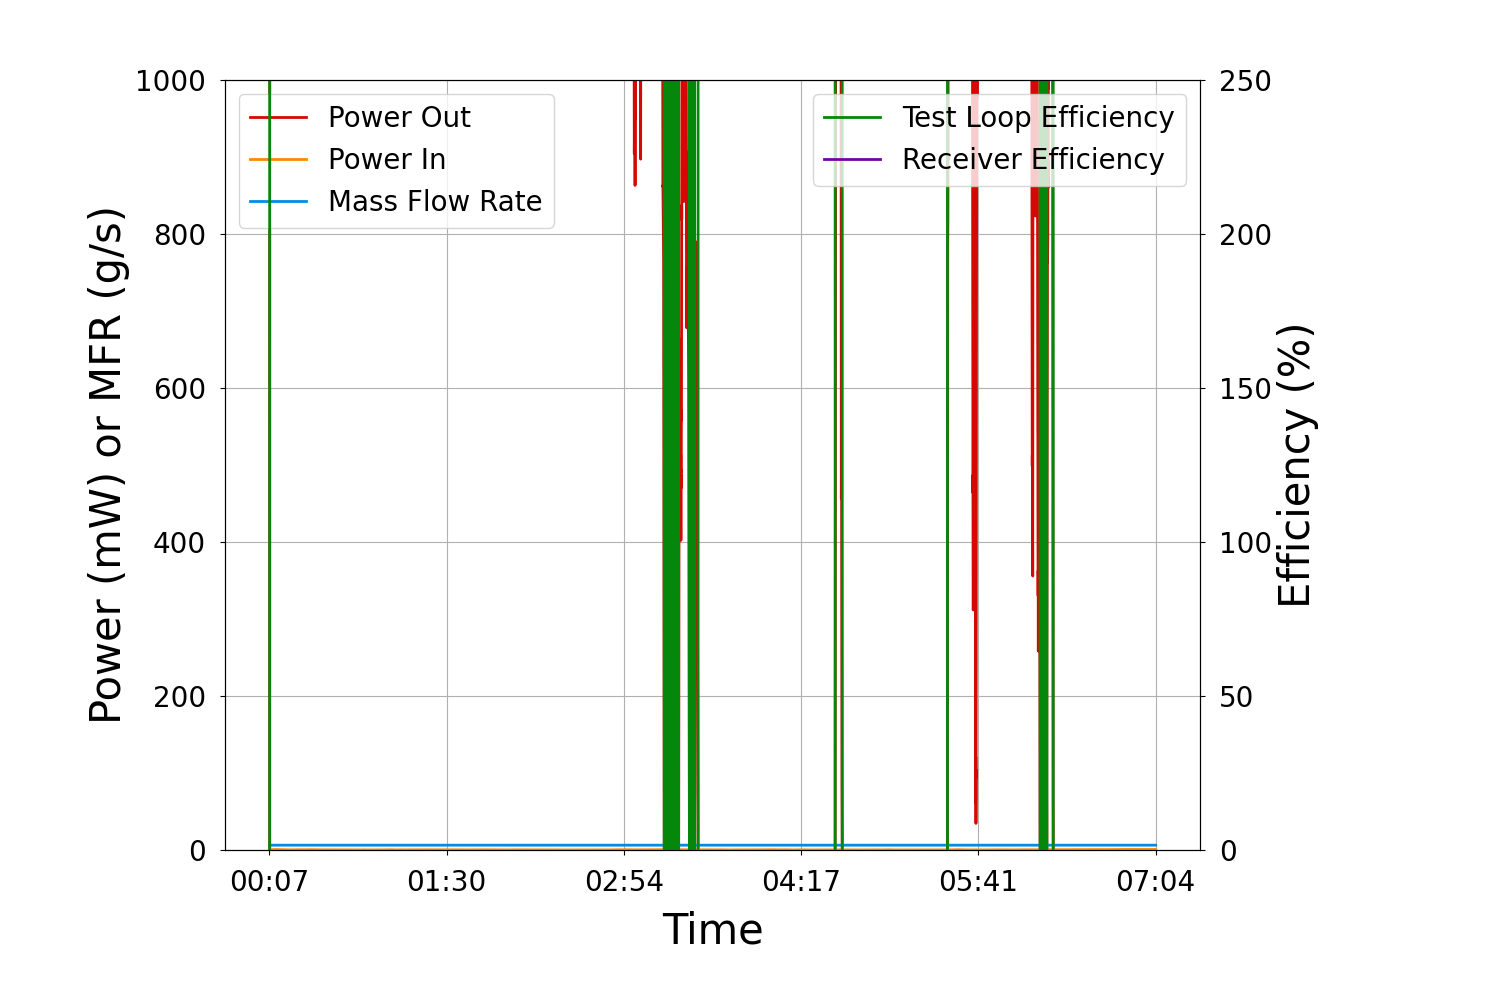 Power Out
Power In
Mass Flow Rate
Test Loop Efficiency
Receiver Efficiency
1000
800
600
400
200
0
Power (mW) or MFR (g/s)
250
200
150
100
50
0
Efficiency (%)
00:07 01:30 02:54 04:17 05:41 07:04
Time